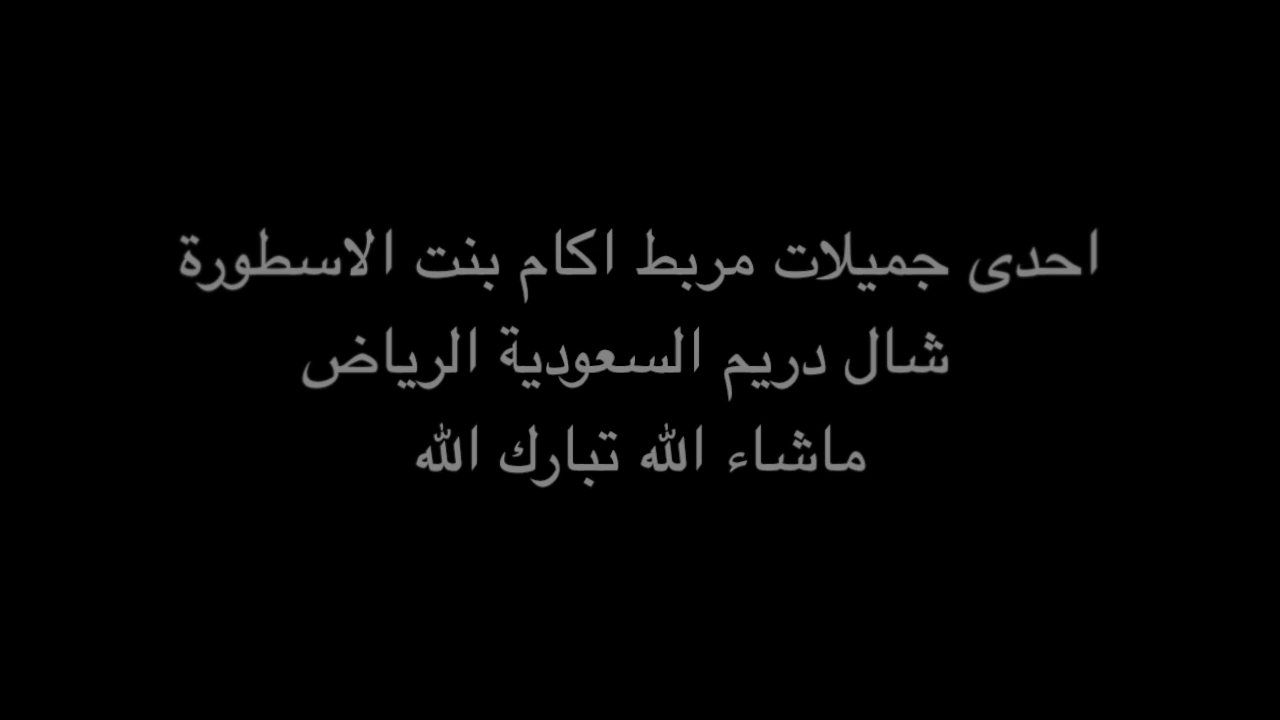 احدى جميلات مربط اكام بنت الاسطورة
شال دريم السعودية الرياض
ماشاء الله تبارك الله